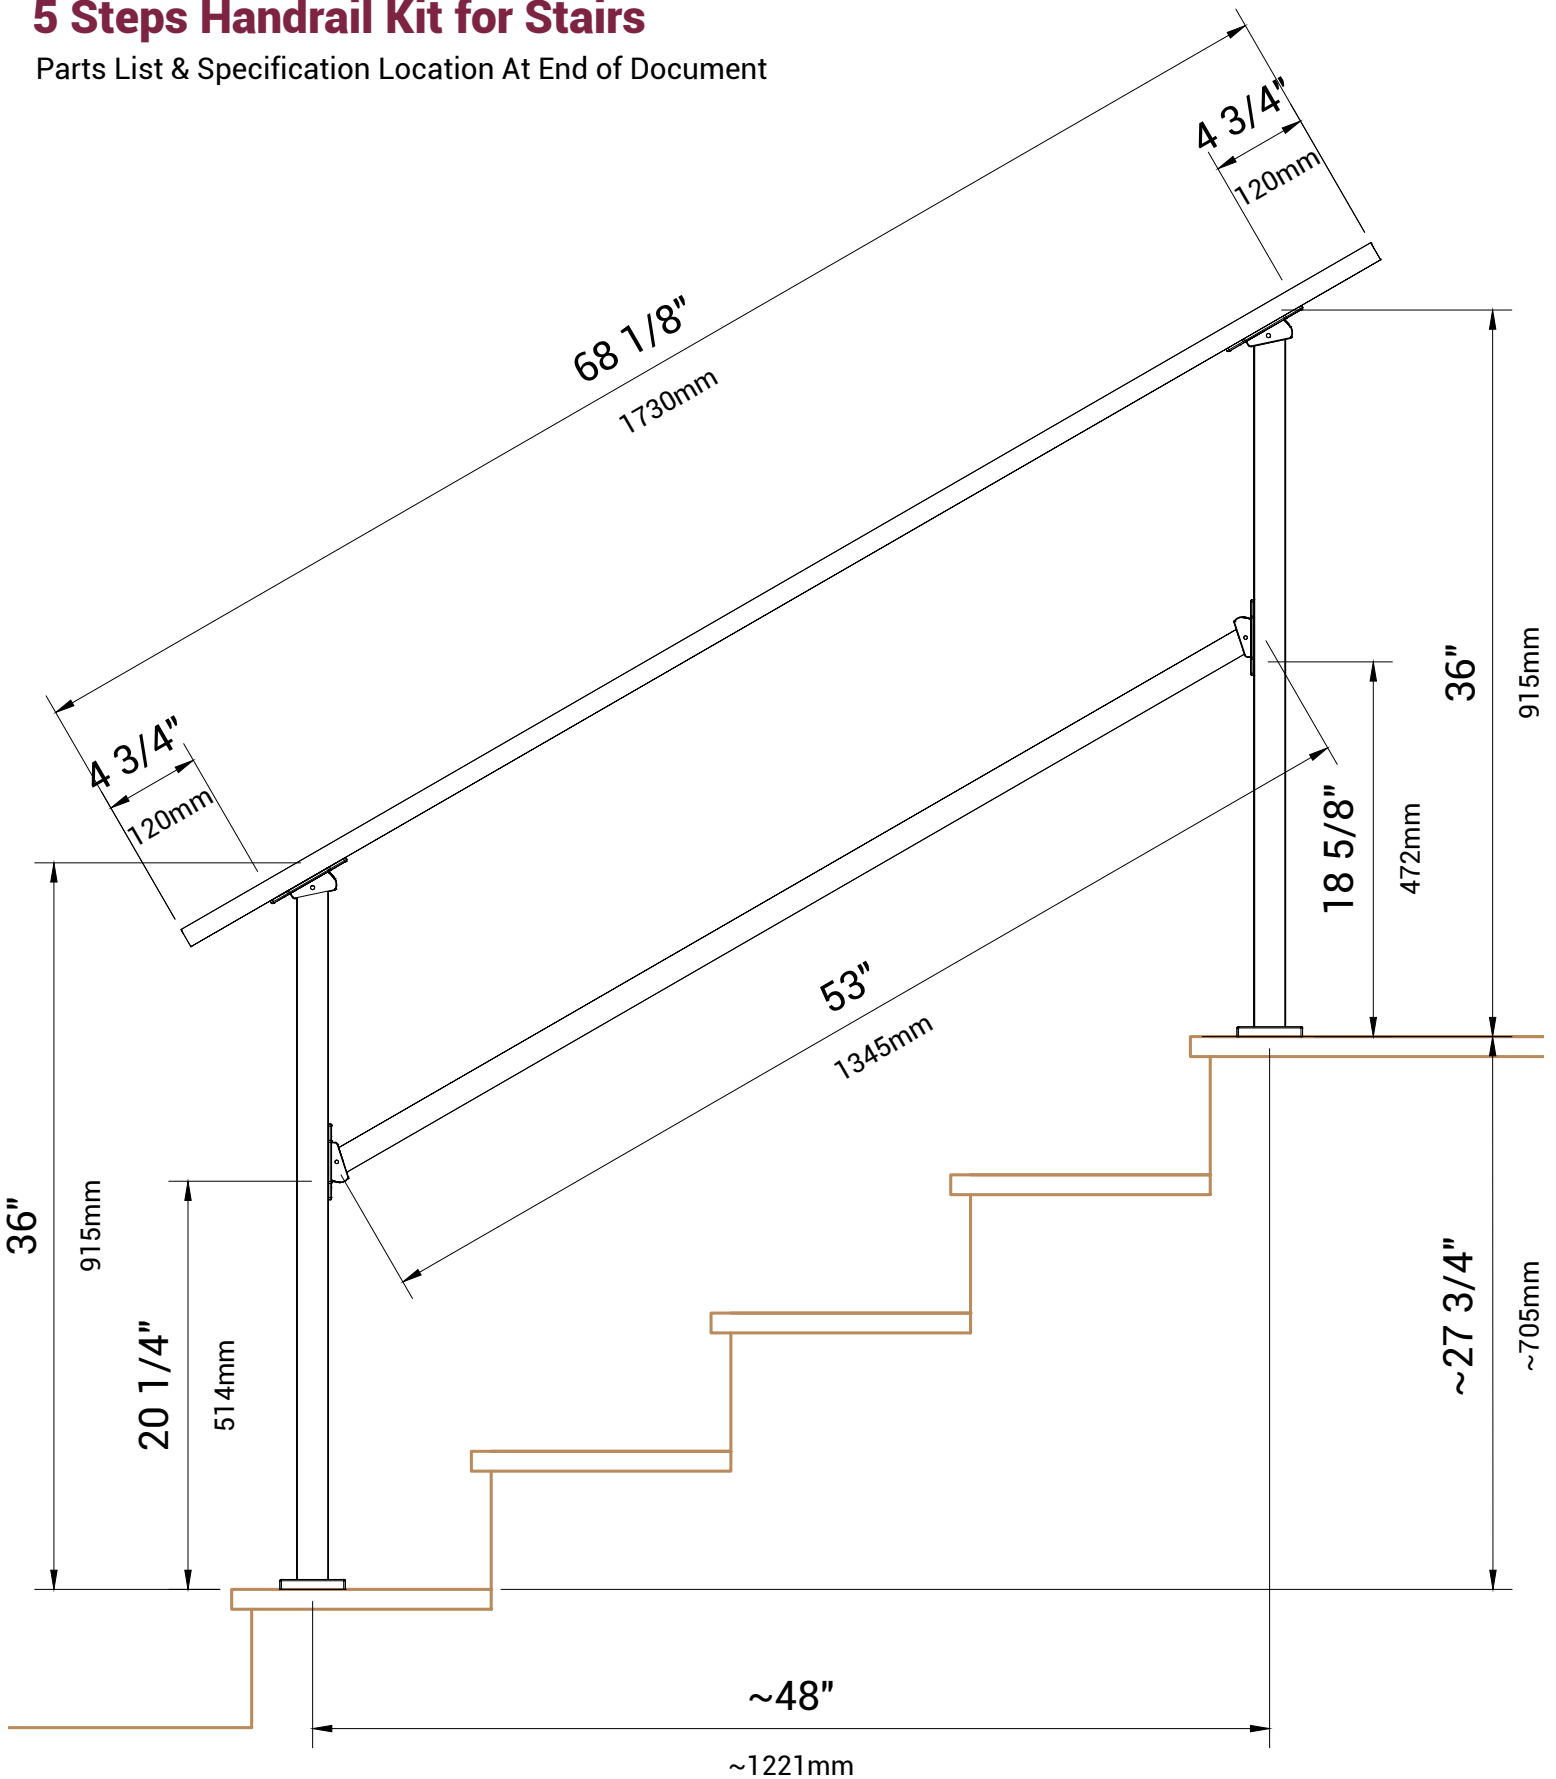 5 Steps Handrail Kit for Stairs
Parts List & Specification Location At End of Document
4 3/4"
120mm
68 1/8"
1730mm
36"
915mm
4 3/4"
120mm
18 5/8"
472mm
53"
1345mm
36"
915mm
20 1/4"
514mm
~27 3/4"
~705mm
~48"
~1221mm